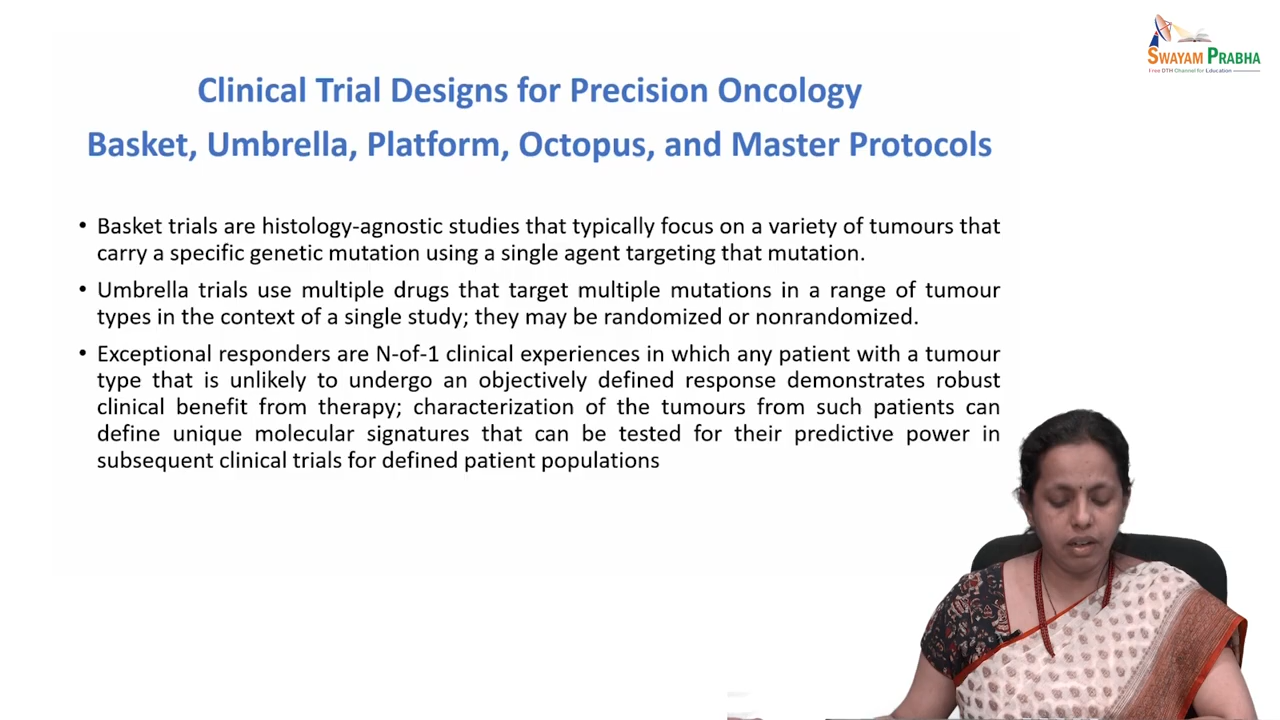 SWAYAM PRABHA
Free DTH Channel for Education
Clinical Trial Designs for Precision Oncology
Basket, Umbrella, Platform, Octopus, and Master Protocols
• Basket trials are histology-agnostic studies that typically focus on a variety of tumours that
carry a specific genetic mutation using a single agent targeting that mutation.
• Umbrella trials use multiple drugs that target multiple mutations in a range of tumour
types in the context of a single study; they may be randomized or nonrandomized.
• Exceptional responders are N-of-1 clinical experiences in which any patient with a tumour
type that is unlikely to undergo an objectively defined response demonstrates robust
clinical benefit from therapy; characterization of the tumours from such patients can
define unique molecular signatures that can be tested for their predictive power in
subsequent clinical trials for defined patient populations